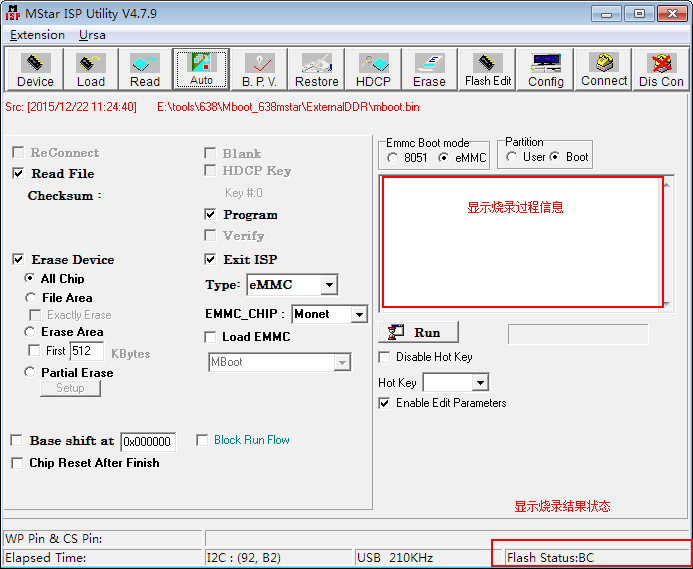 MStar ISP Utility V4.7.9
Extension Ursa
Device Load Read Auto B. P. V. Restore HDCP Erase Flash Edit Config Connect Dis Con
Src: [2015/12/22 11:24:40] E:\tools\638\Mboot_638mstar\ExternalDDR\mboot.bin
ReConnect
Read File
Checksum :
Blank
HDCP Key
Key #:0
Program
Verify
Erase Device
All Chip
File Area
Exactly Erase
Erase Area
First 512 KBytes
Partial Erase
Setup
Exit ISP
Type: eMMC
EMMC_CHIP : Monet
Load EMMC
MBoot
Base shift at 0x000000
Block Run Flow
Chip Reset After Finish
Emmc Boot mode
8051 eMMC
Partition
User Boot
显示烧录过程信息
Run
Disable Hot Key
Hot Key
Enable Edit Parameters
显示烧录结果状态
WP Pin & CS Pin:
Elapsed Time: I2C : (92, B2) USB 210KHz Flash Status:BC